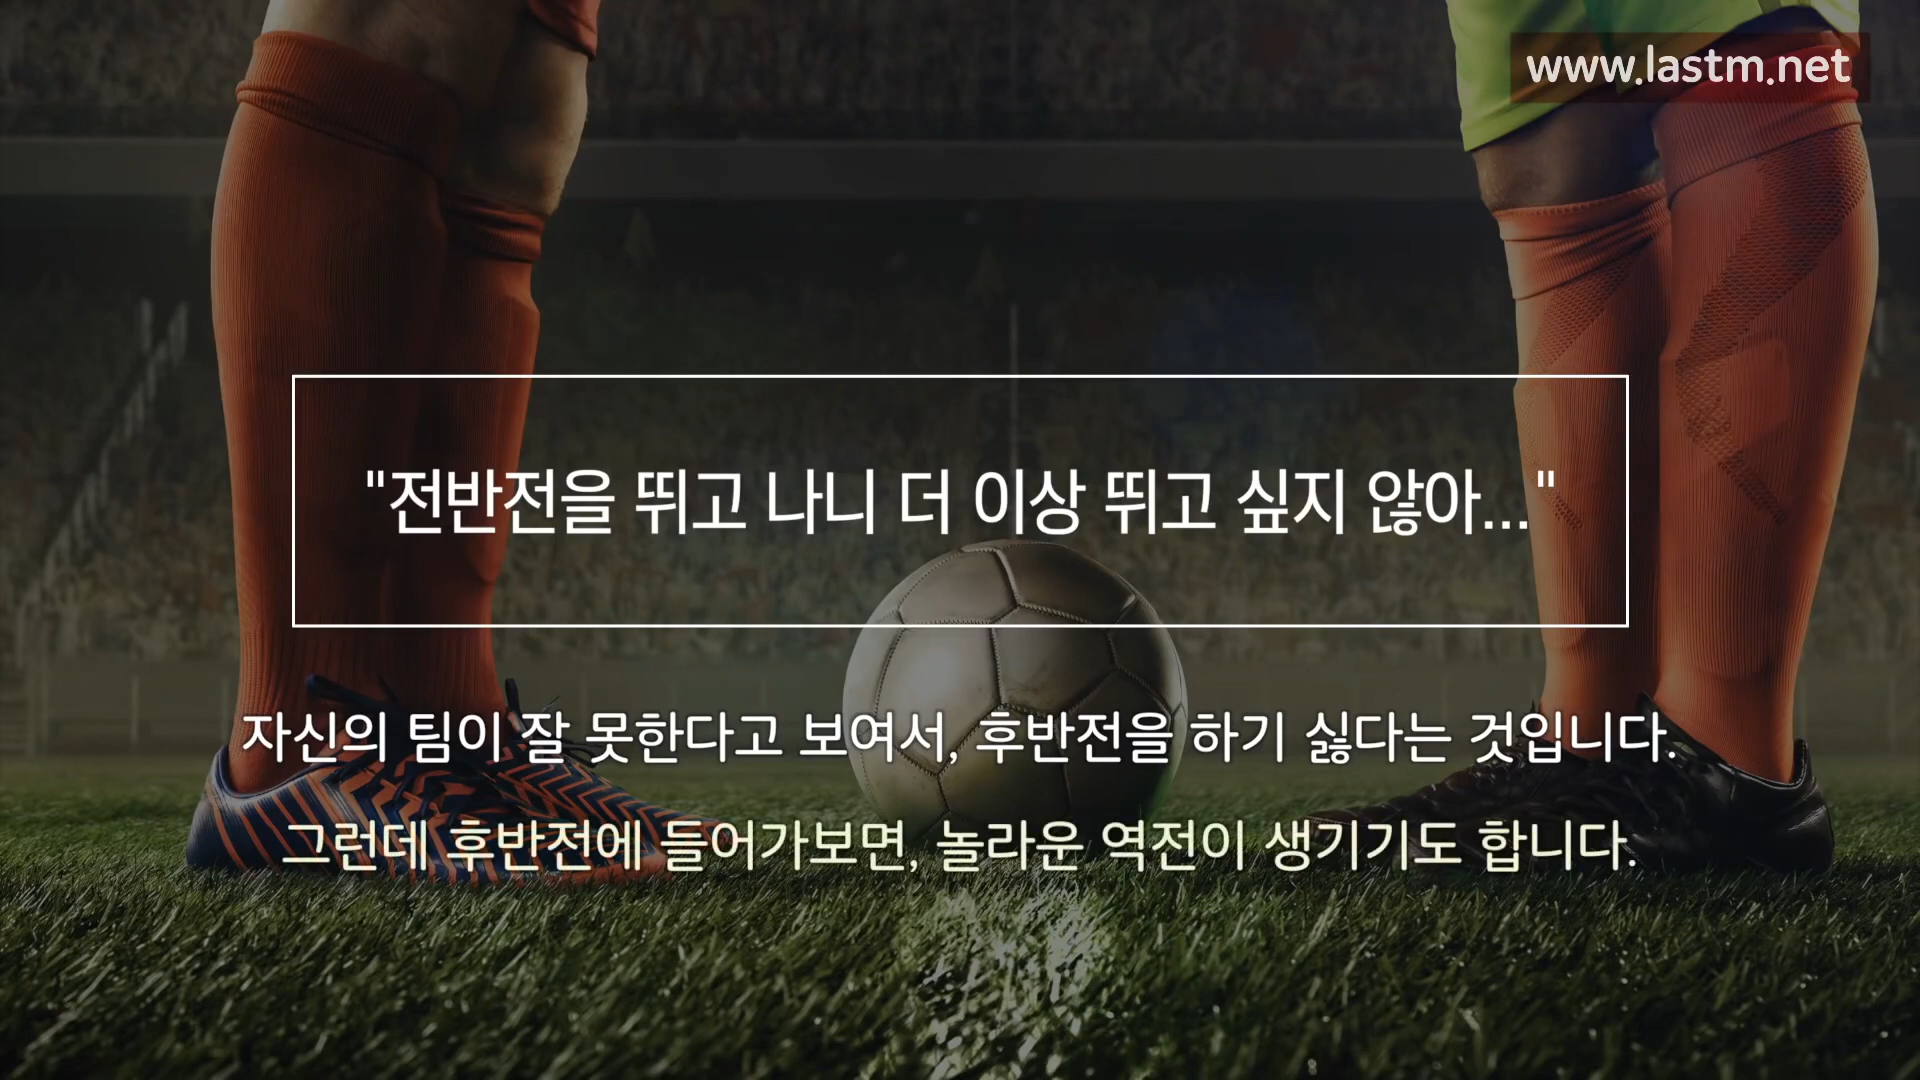 www.lastm.net
"전반전을 뛰고 나니 더 이상 뛰고 싶지 않아..."
자신의 팀이 잘 못한다고 보여서, 후반전을 하기 싫다는 것입니다.
그런데 후반전에 들어가보면, 놀라운 역전이 생기기도 합니다.